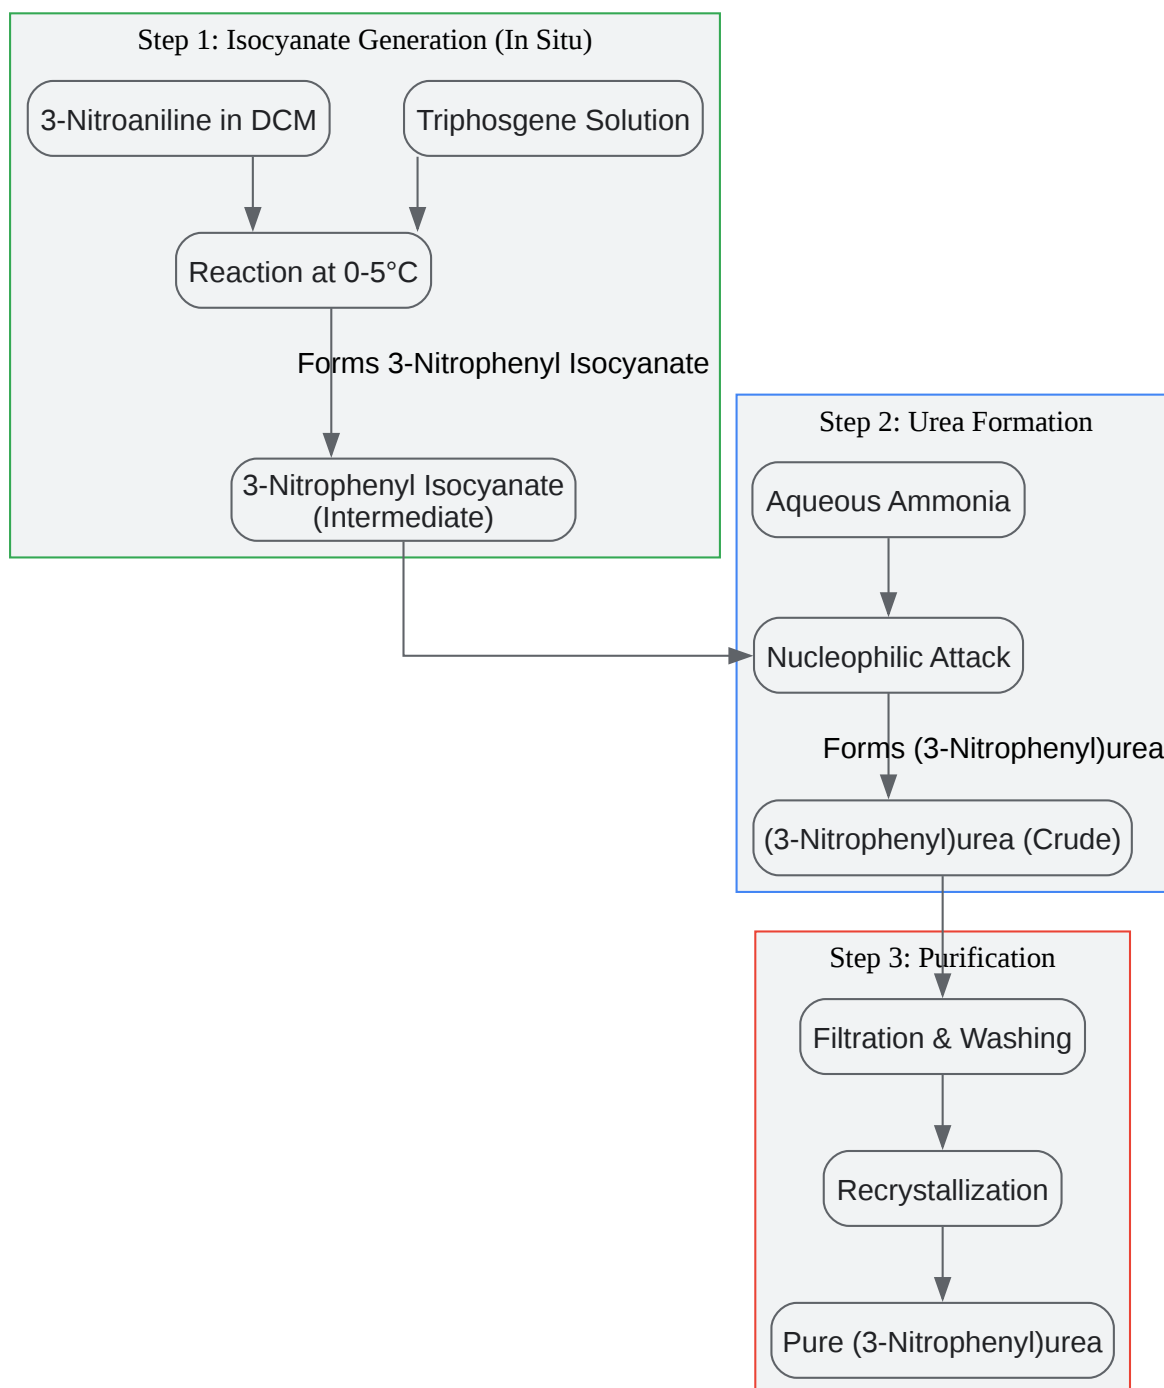 Step 1: Isocyanate Generation (In Situ)
3-Nitroaniline in DCM
Triphosgene Solution
Reaction at 0-5°C
Forms 3-Nitrophenyl Isocyanate
3-Nitrophenyl Isocyanate
(Intermediate)
Step 2: Urea Formation
Aqueous Ammonia
Nucleophilic Attack
Forms (3-Nitrophenyl)urea
(3-Nitrophenyl)urea (Crude)
Step 3: Purification
Filtration & Washing
Recrystallization
Pure (3-Nitrophenyl)urea